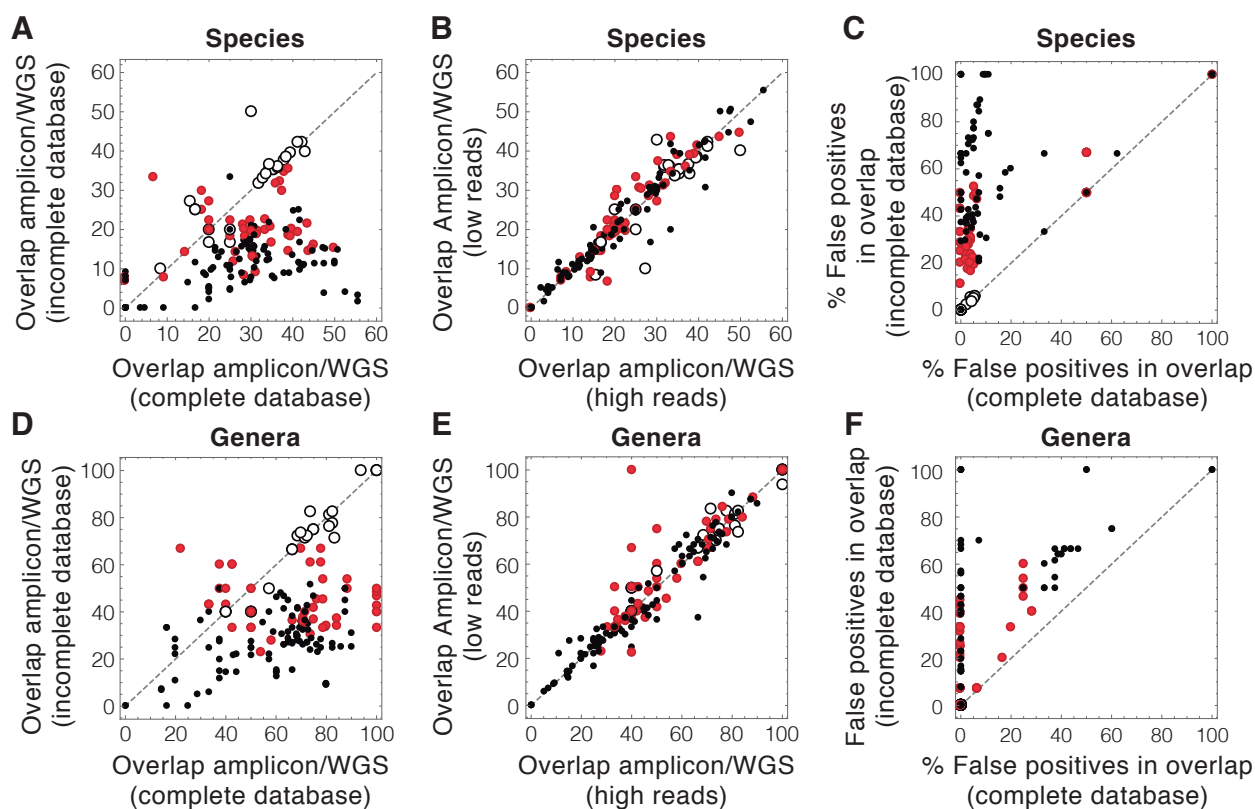 A
Species
Overlap amplicon/WGS
(incomplete database)
60
50
40
30
20
10
0
0 10 20 30 40 50 60
Overlap amplicon/WGS
(complete database)
B
Species
Overlap Amplicon/WGS
(low reads)
60
50
40
30
20
10
0
0 10 20 30 40 50 60
Overlap amplicon/WGS
(high reads)
C
Species
% False positives
in overlap
(incomplete database)
100
80
60
40
20
0
0 20 40 60 80 100
% False positives in overlap
(complete database)
D
Genera
Overlap amplicon/WGS
(incomplete database)
100
80
60
40
20
0
0 20 40 60 80 100
Overlap amplicon/WGS
(complete database)
E
Genera
Overlap Amplicon/WGS
(low reads)
100
80
60
40
20
0
0 20 40 60 80 100
Overlap amplicon/WGS
(high reads)
F
Genera
False positives in overlap
(incomplete database)
100
80
60
40
20
0
0 20 40 60 80 100
% False positives in overlap
(complete database)